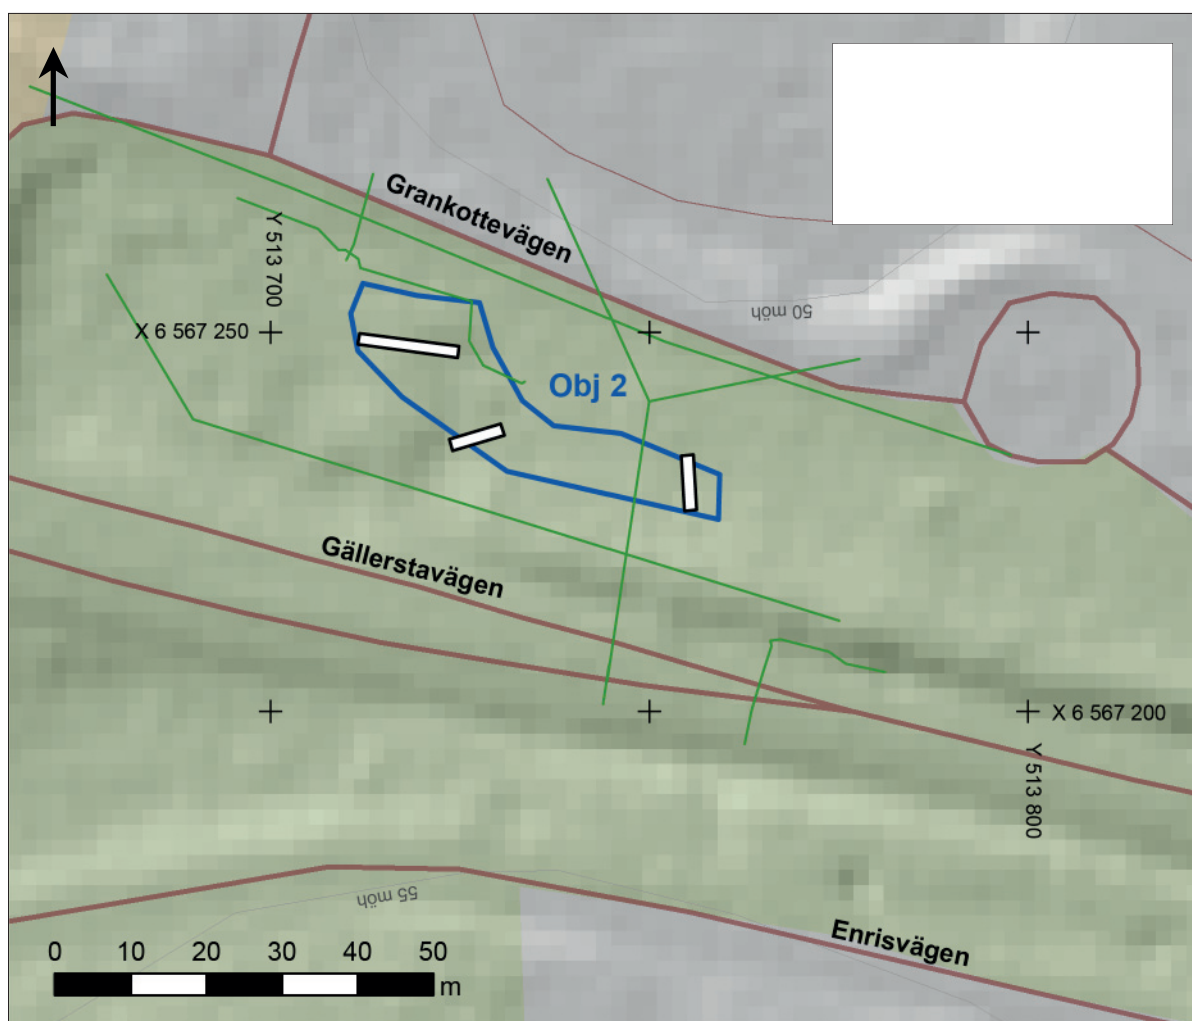 Grankottevägen
Y 513 700
X 6 567 250
50 möh
Obj 2
Gällerstavägen
X 6 567 200
Y 513 800
55 möh
Enrisvägen
0 10 20 30 40 50
m